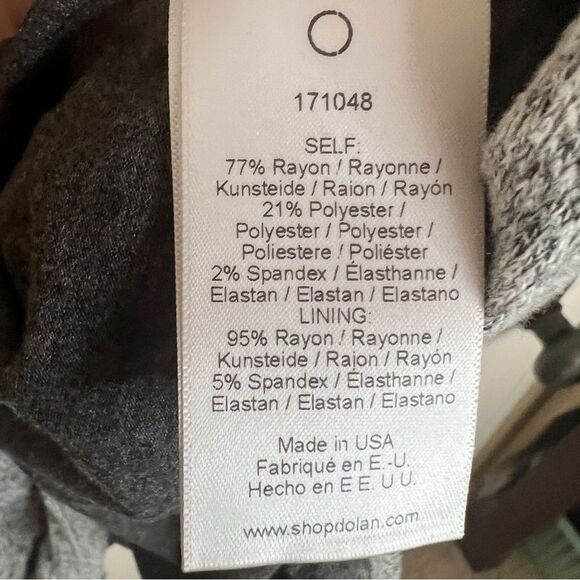 171048
SELF:
77% Rayon / Rayonne /
Kunsteide / Raion / Rayón
21% Polyester /
Polyester / Polyester /
Poliestere / Poliéster
2% Spandex / Élasthanne /
Elastan / Elastan / Elastano
LINING:
95% Rayon / Rayonne /
Kunsteide / Raion / Rayón
5% Spandex / Élasthanne /
Elastan / Elastan / Elastano
Made in USA
Fabriqué en E.-U.
Hecho en E E. U U.
www.shopdolan.com